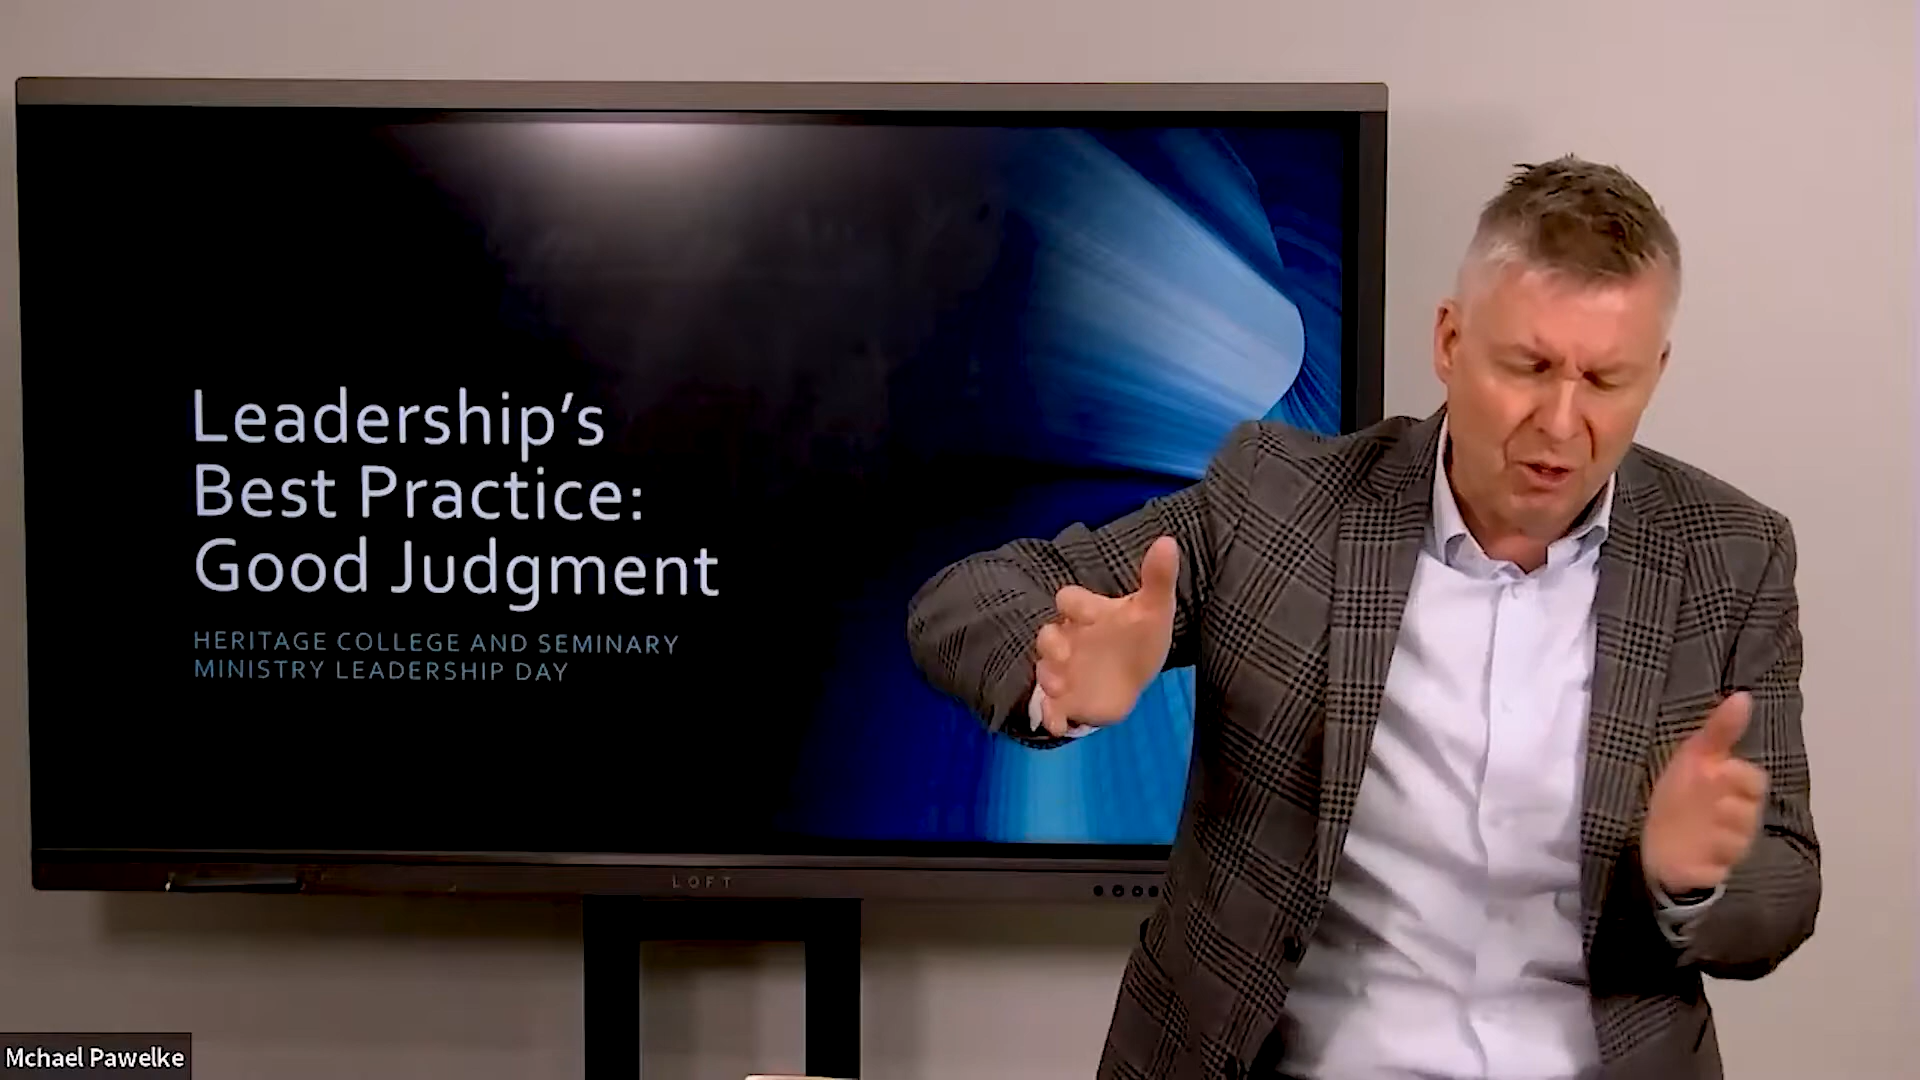 Leadership’s
Best Practice:
Good Judgment
HERITAGE COLLEGE AND SEMINARY
MINISTRY LEADERSHIP DAY
LOFT
Mchael Pawelke